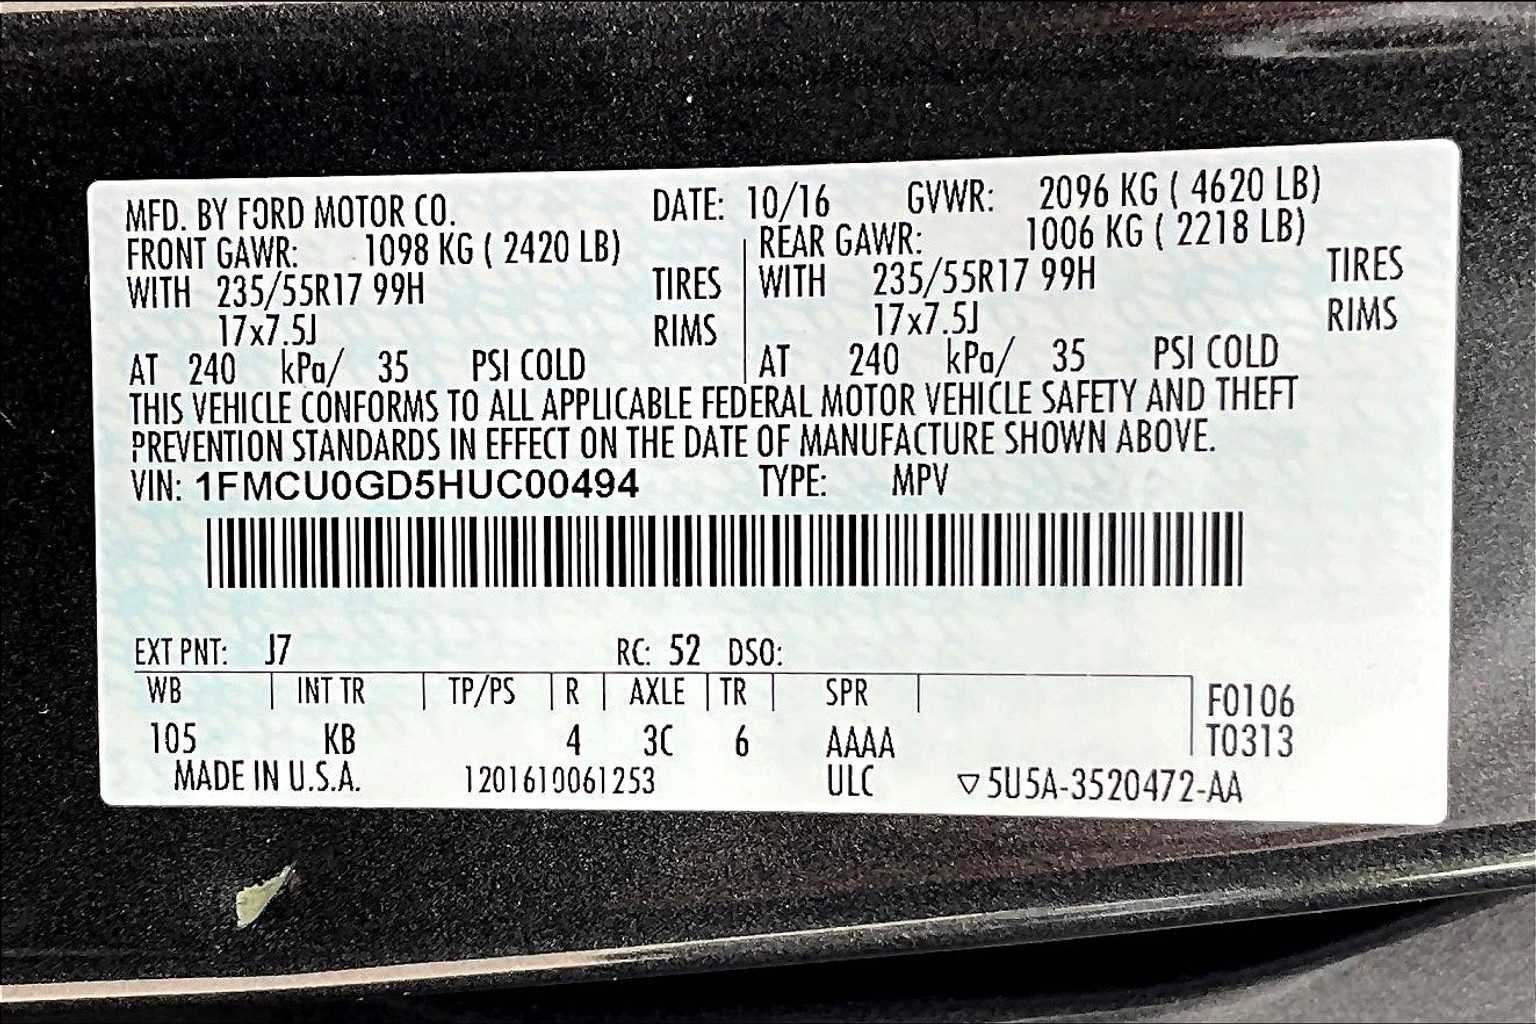 MFD. BY FORD MOTOR CO. DATE: 10/16 GVWR: 2096 KG ( 4620 LB)
FRONT GAWR: 1098 KG ( 2420 LB) REAR GAWR: 1006 KG ( 2218 LB)
WITH 235/55R17 99H TIRES WITH 235/55R17 99H TIRES
17x7.5J RIMS 17x7.5J RIMS
AT 240 kPa/ 35 PSI COLD AT 240 kPa/ 35 PSI COLD
THIS VEHICLE CONFORMS TO ALL APPLICABLE FEDERAL MOTOR VEHICLE SAFETY AND THEFT
PREVENTION STANDARDS IN EFFECT ON THE DATE OF MANUFACTURE SHOWN ABOVE.
VIN: 1FMCU0GD5HUC00494 TYPE: MPV
EXT PNT: J7 RC: 52 DSO:
WB INT TR TP/PS R AXLE TR SPR F0106
105 KB 4 3C 6 AAAA T0313
MADE IN U.S.A. 1201610061253 ULC ▽5U5A-3520472-AA